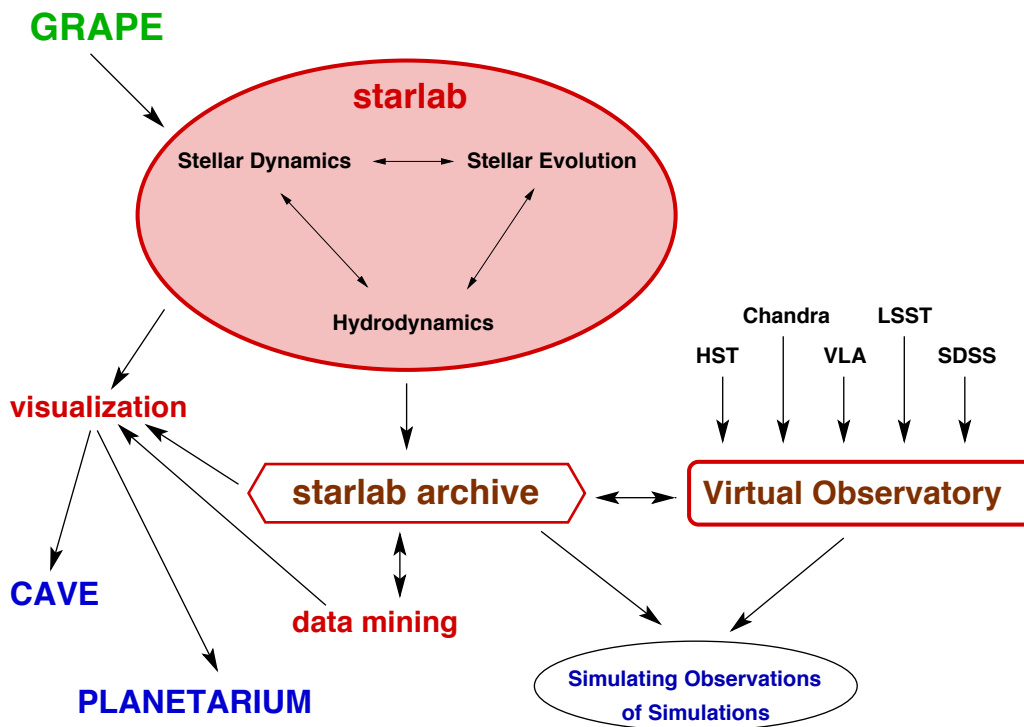 GRAPE
starlab
Stellar Dynamics
Stellar Evolution
Hydrodynamics
Chandra
LSST
HST
VLA
SDSS
visualization
starlab archive
Virtual Observatory
CAVE
data mining
PLANETARIUM
Simulating Observations
of Simulations